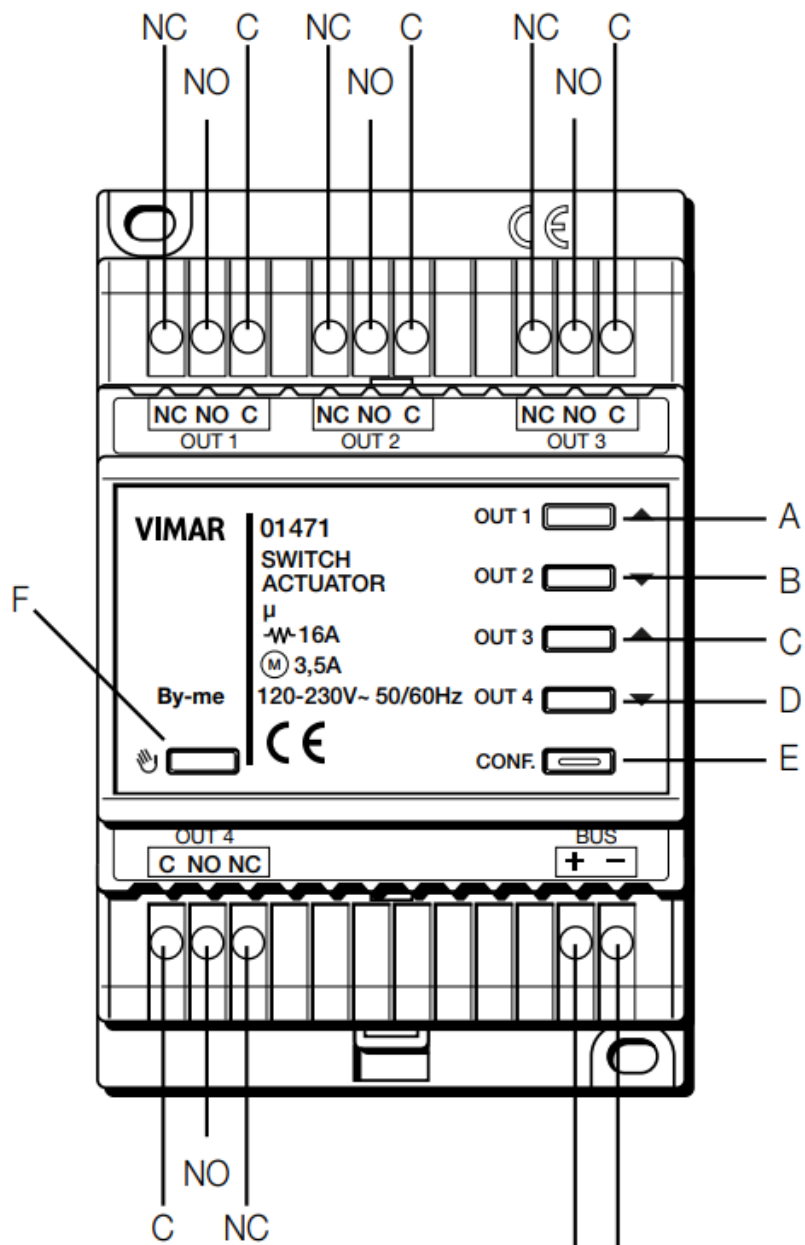 NC C NC C NC C
NO NO NO
CE
NC NO C NC NO C NC NO C
OUT 1 OUT 2 OUT 3
VIMAR
01471
SWITCH
ACTUATOR
µ
16A
M 3,5A
By-me
120-230V~ 50/60Hz
CE
OUT 1 A
OUT 2 B
OUT 3 C
OUT 4 D
CONF. E
F
OUT 4 BUS
C NO NC + −
NO
C NC